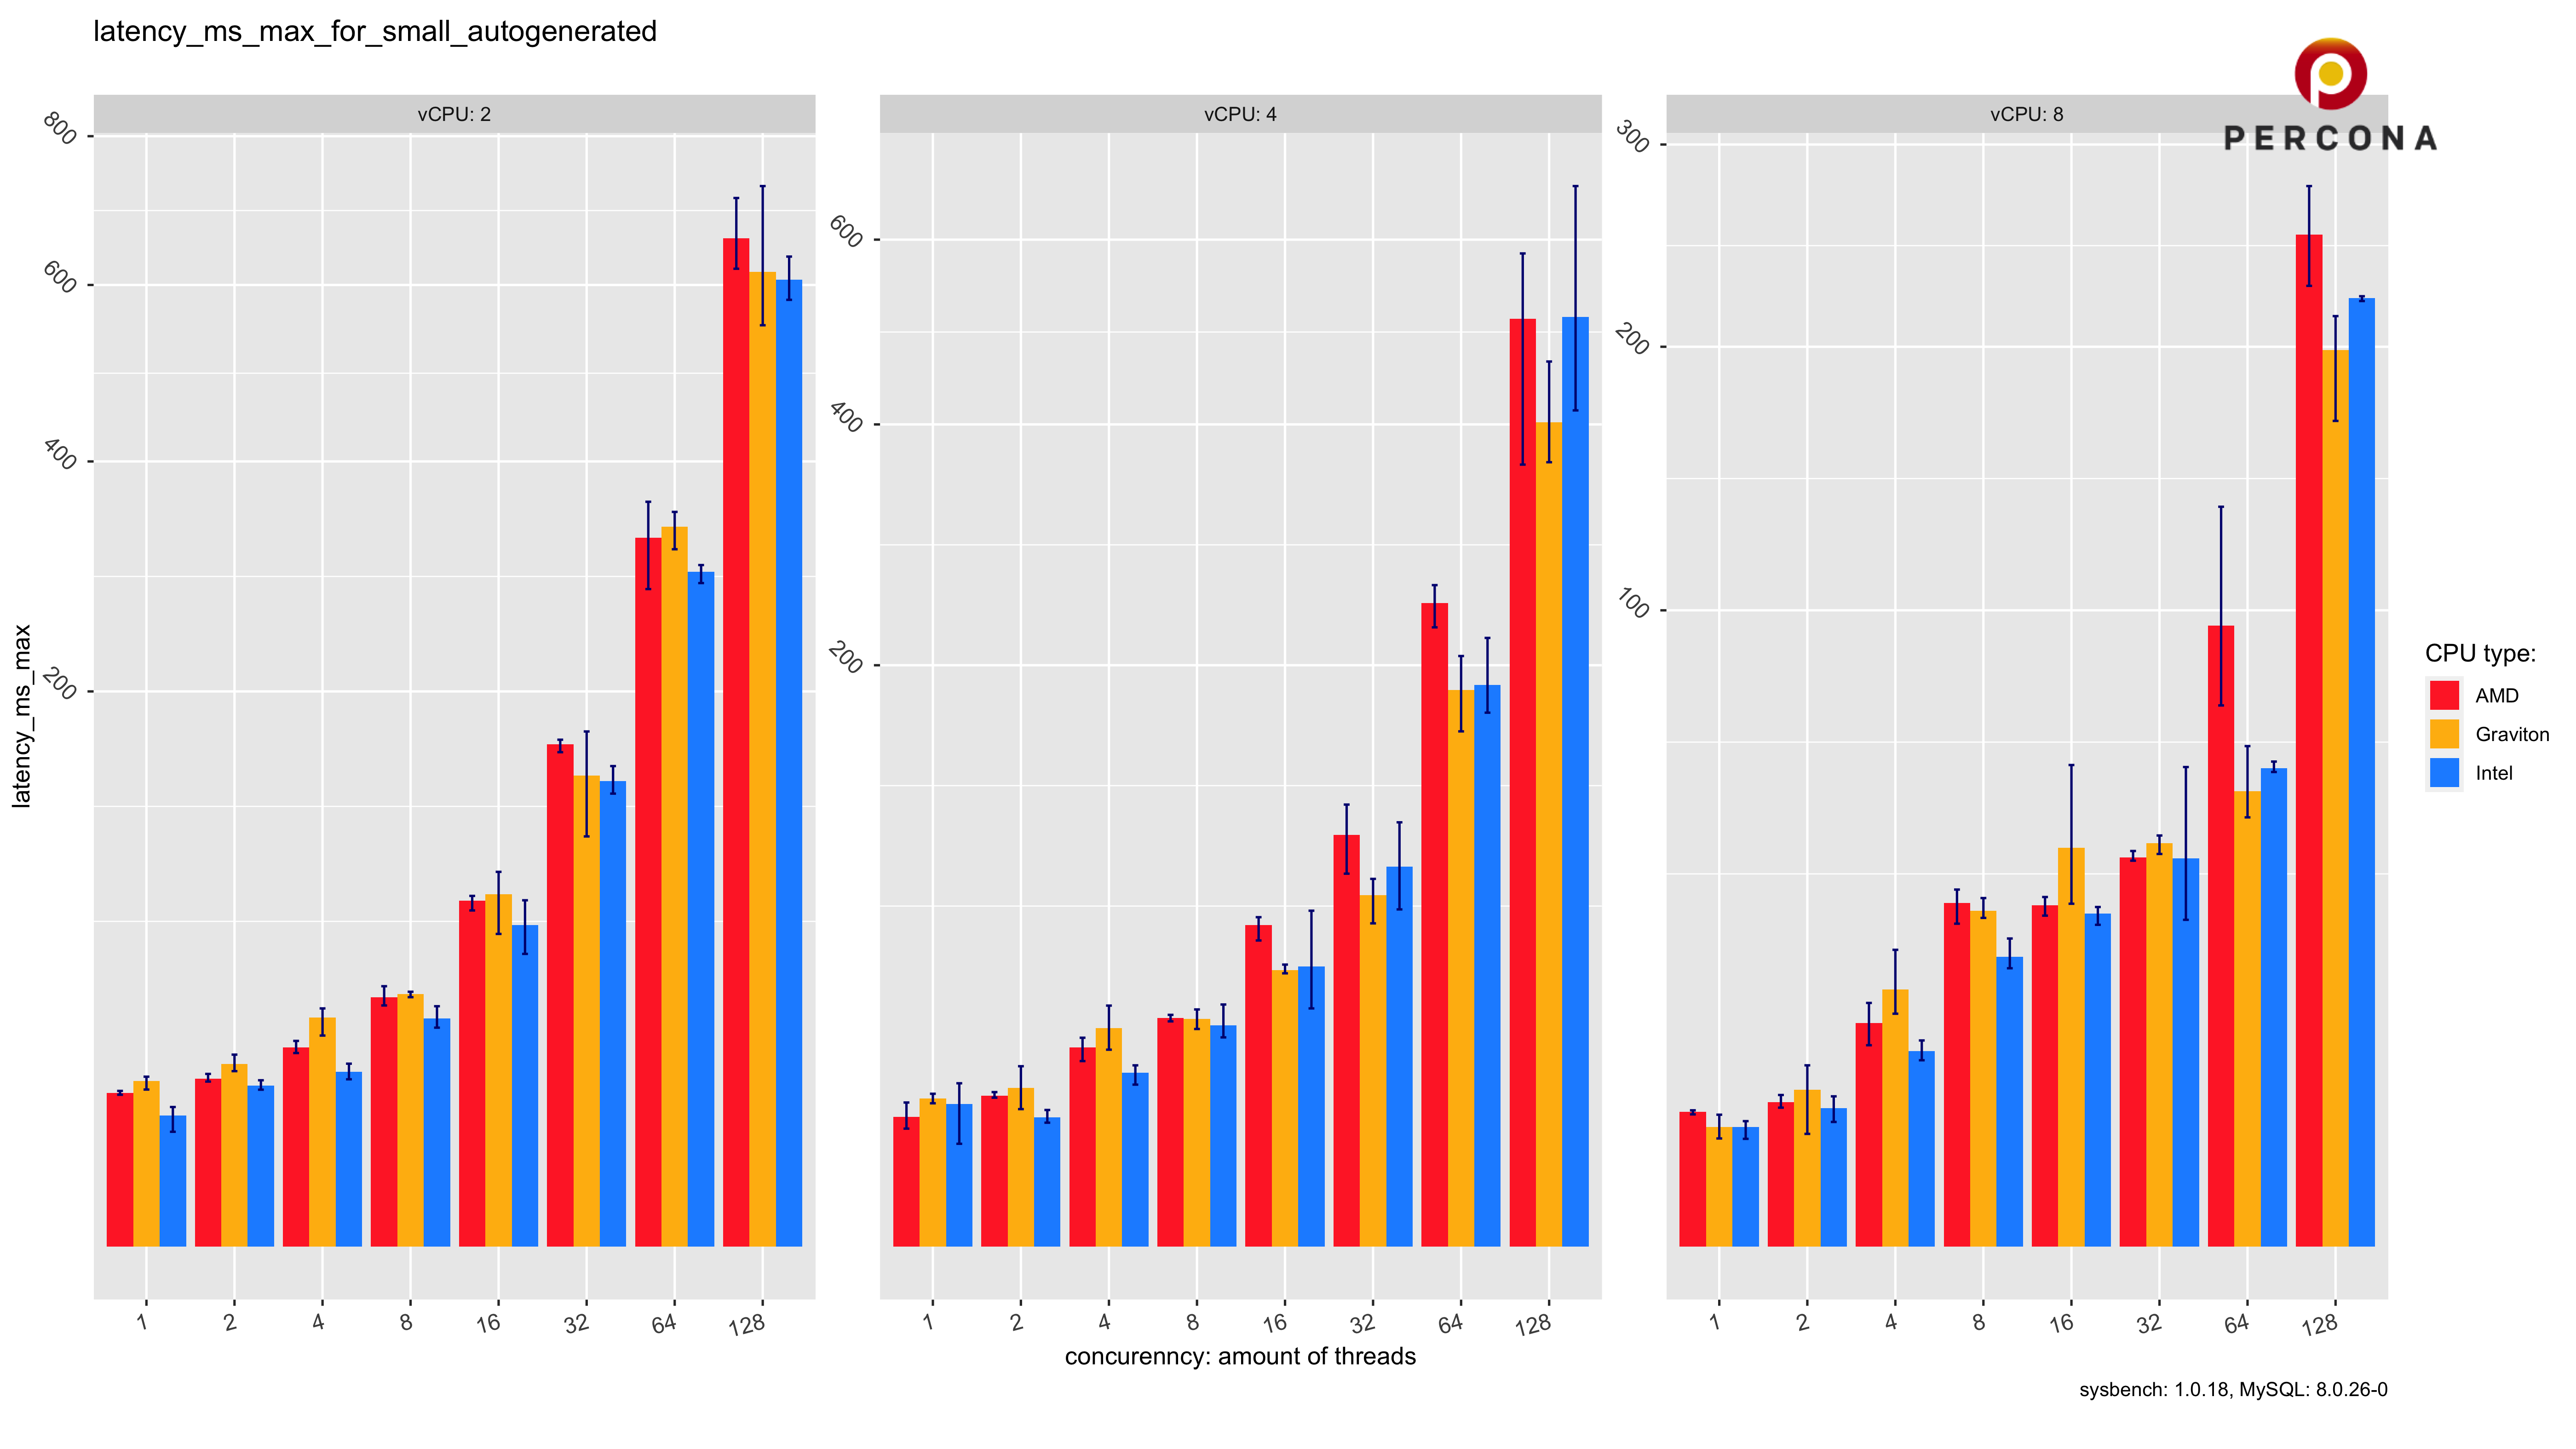 latency_ms_max_for_small_autogenerated
PERCONA
vCPU: 2
vCPU: 4
vCPU: 8
latency_ms_max
800
600
400
200
600
400
200
300
200
100
1 2 4 8 16 32 64 128
1 2 4 8 16 32 64 128
1 2 4 8 16 32 64 128
concurenncy: amount of threads
CPU type:
AMD
Graviton
Intel
sysbench: 1.0.18, MySQL: 8.0.26-0